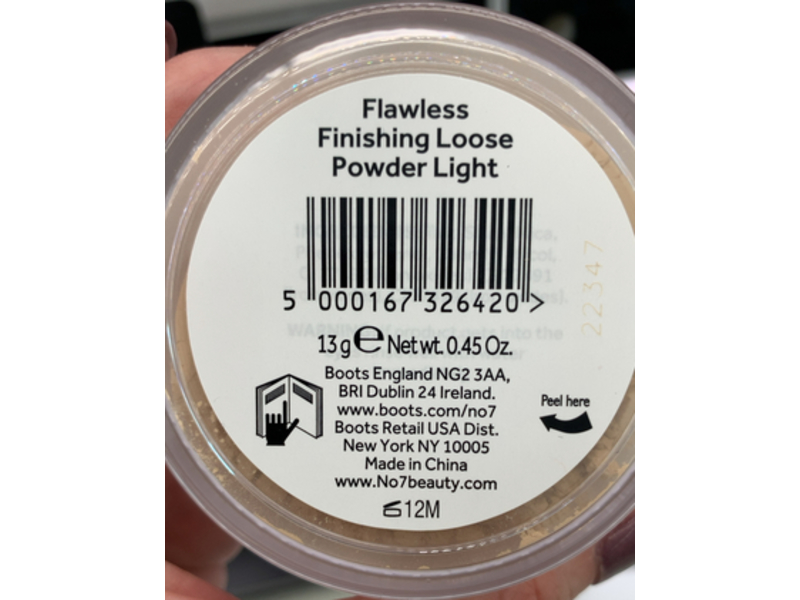 Flawless
Finishing Loose
Powder Light
5 000167 326420 >
13 g ℮ Net wt. 0.45 Oz.
Boots England NG2 3AA,
BRI Dublin 24 Ireland.
www.boots.com/no7
Boots Retail USA Dist.
New York NY 10005
Made in China
www.No7beauty.com
12M
Peel here
22347